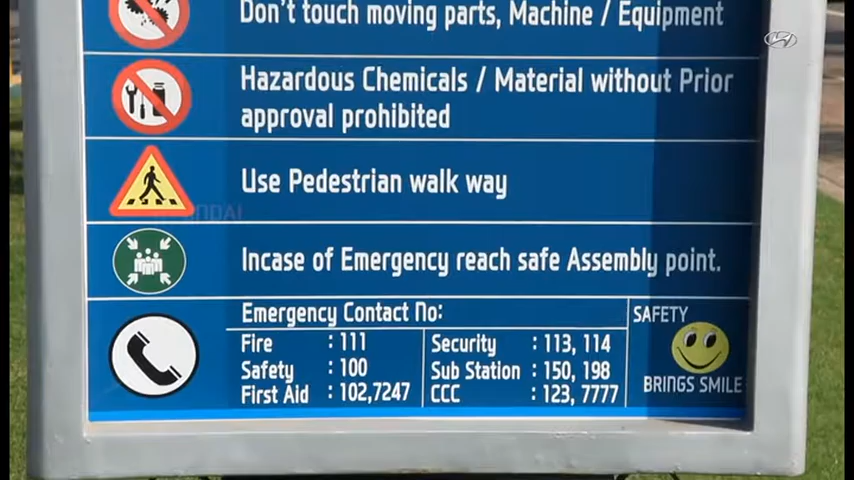 Don't touch moving parts, Machine / Equipment
Hazardous Chemicals / Material without Prior
approval prohibited
Use Pedestrian walk way
Incase of Emergency reach safe Assembly point.
Emergency Contact No:
Fire : 111
Safety : 100
First Aid : 102,7247
Security : 113, 114
Sub Station : 150, 198
CCC : 123, 7777
SAFETY
BRINGS SMILE